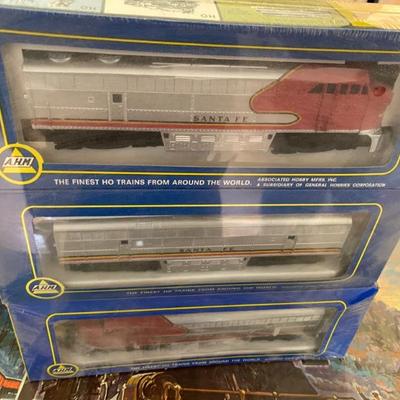 HO
SANTA FE
AHM
THE FINEST HO TRAINS FROM AROUND THE WORLD.
ASSOCIATED HOBBY MFRS. INC.
A SUBSIDIARY OF GENERAL HOBBIES CORPORATION
SANTA FE
AHM
THE FINEST HO TRAINS FROM AROUND THE WORLD.
AHM
THE FINEST HO TRAINS FROM AROUND THE WORLD.